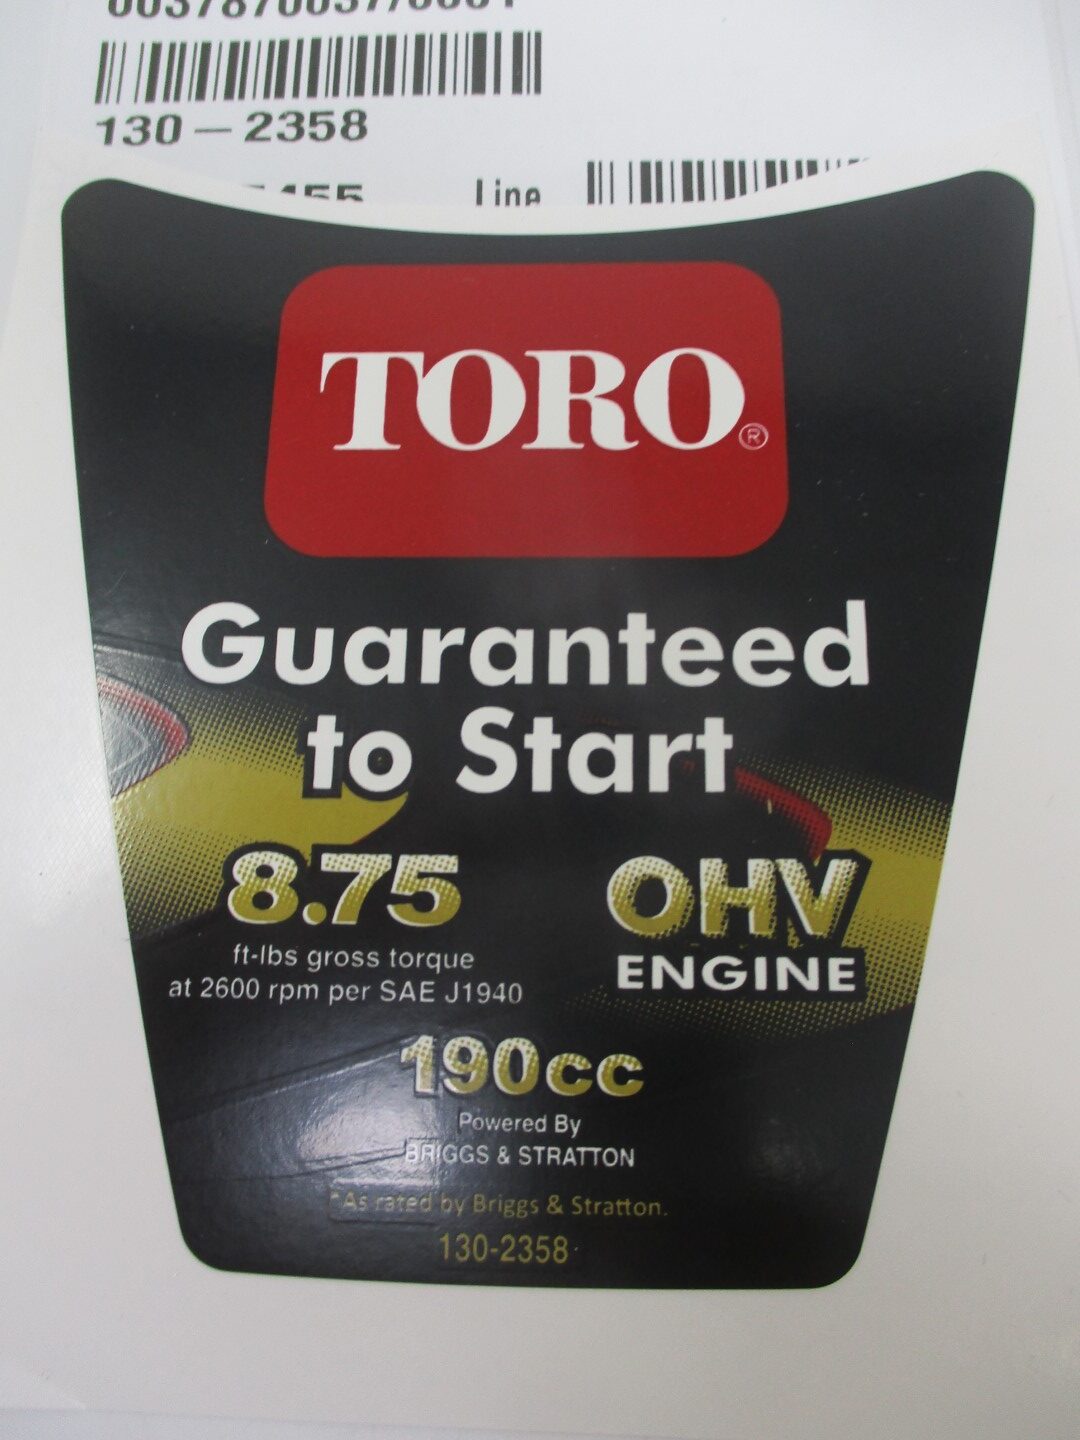 130-2358
Line
TORO®
Guaranteed
to Start
8.75
ft-lbs gross torque
at 2600 rpm per SAE J1940
OHV
ENGINE
190cc
Powered By
BRIGGS & STRATTON
*As rated by Briggs & Stratton.
130-2358